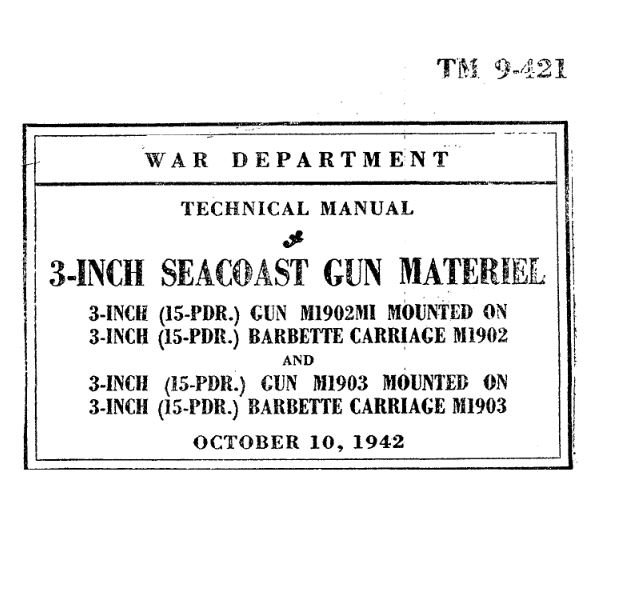 TM 9-421
WAR DEPARTMENT
TECHNICAL MANUAL
3-INCH SEACOAST GUN MATERIEL
3-INCH (15-PDR.) GUN M1902MI MOUNTED ON
3-INCH (15-PDR.) BARBETTE CARRIAGE M1902
AND
3-INCH (15-PDR.) GUN M1903 MOUNTED ON
3-INCH (15-PDR.) BARBETTE CARRIAGE M1903
OCTOBER 10, 1942